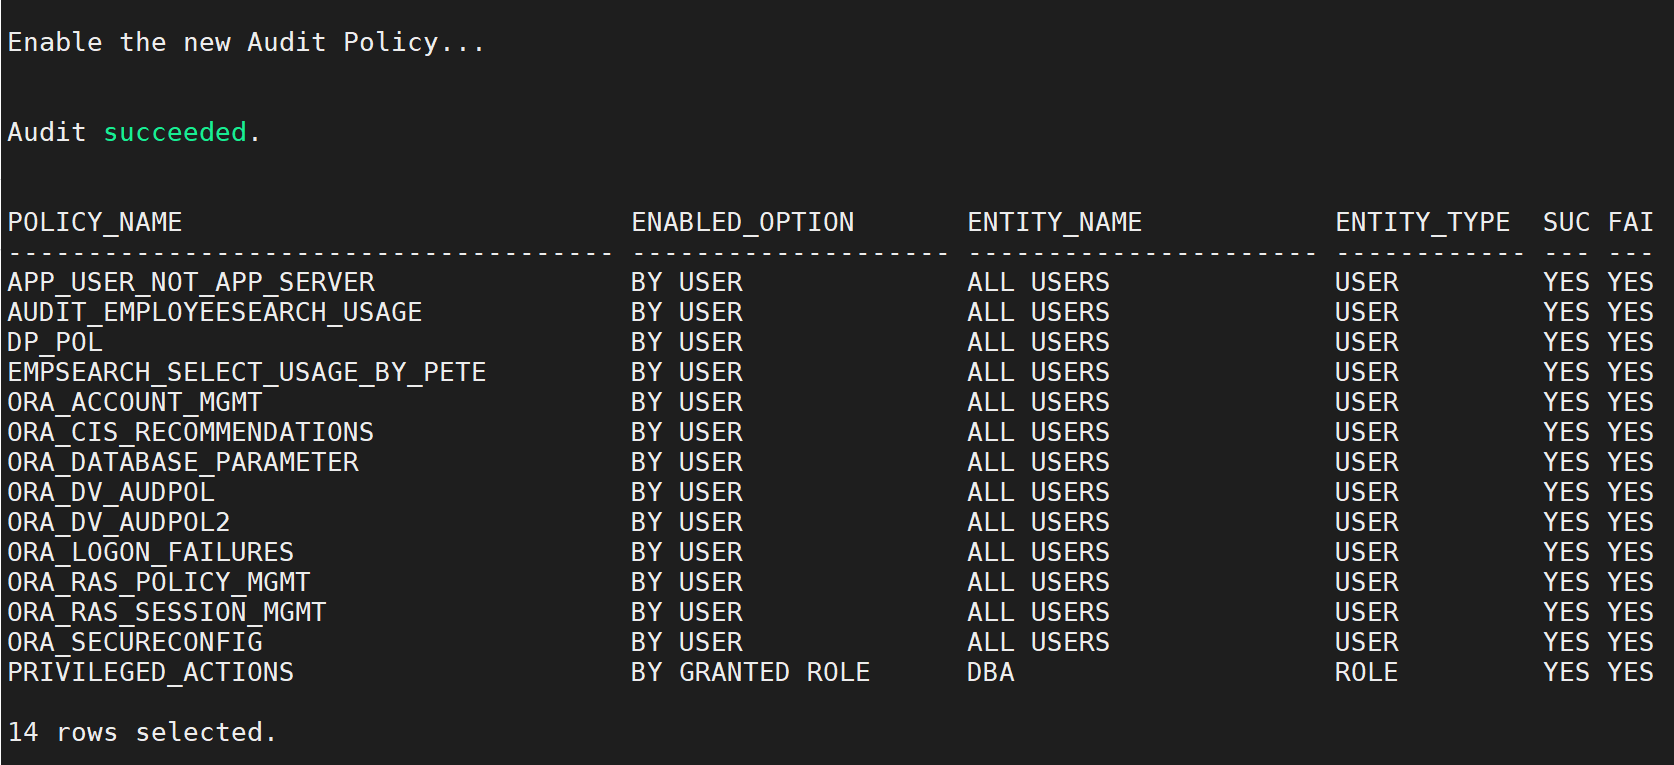 Enable the new Audit Policy...
Audit succeeded.
POLICY_NAME                            ENABLED_OPTION       ENTITY_NAME            ENTITY_TYPE  SUC FAI
-------------------------------------- -------------------- ---------------------- ------------ --- ---
APP_USER_NOT_APP_SERVER                BY USER              ALL USERS              USER         YES YES
AUDIT_EMPLOYEESEARCH_USAGE             BY USER              ALL USERS              USER         YES YES
DP_POL                                 BY USER              ALL USERS              USER         YES YES
EMPSEARCH_SELECT_USAGE_BY_PETE         BY USER              ALL USERS              USER         YES YES
ORA_ACCOUNT_MGMT                       BY USER              ALL USERS              USER         YES YES
ORA_CIS_RECOMMENDATIONS                BY USER              ALL USERS              USER         YES YES
ORA_DATABASE_PARAMETER                 BY USER              ALL USERS              USER         YES YES
ORA_DV_AUDPOL                          BY USER              ALL USERS              USER         YES YES
ORA_DV_AUDPOL2                         BY USER              ALL USERS              USER         YES YES
ORA_LOGON_FAILURES                     BY USER              ALL USERS              USER         YES YES
ORA_RAS_POLICY_MGMT                    BY USER              ALL USERS              USER         YES YES
ORA_RAS_SESSION_MGMT                   BY USER              ALL USERS              USER         YES YES
ORA_SECURECONFIG                       BY USER              ALL USERS              USER         YES YES
PRIVILEGED_ACTIONS                     BY GRANTED ROLE      DBA                    ROLE         YES YES
14 rows selected.